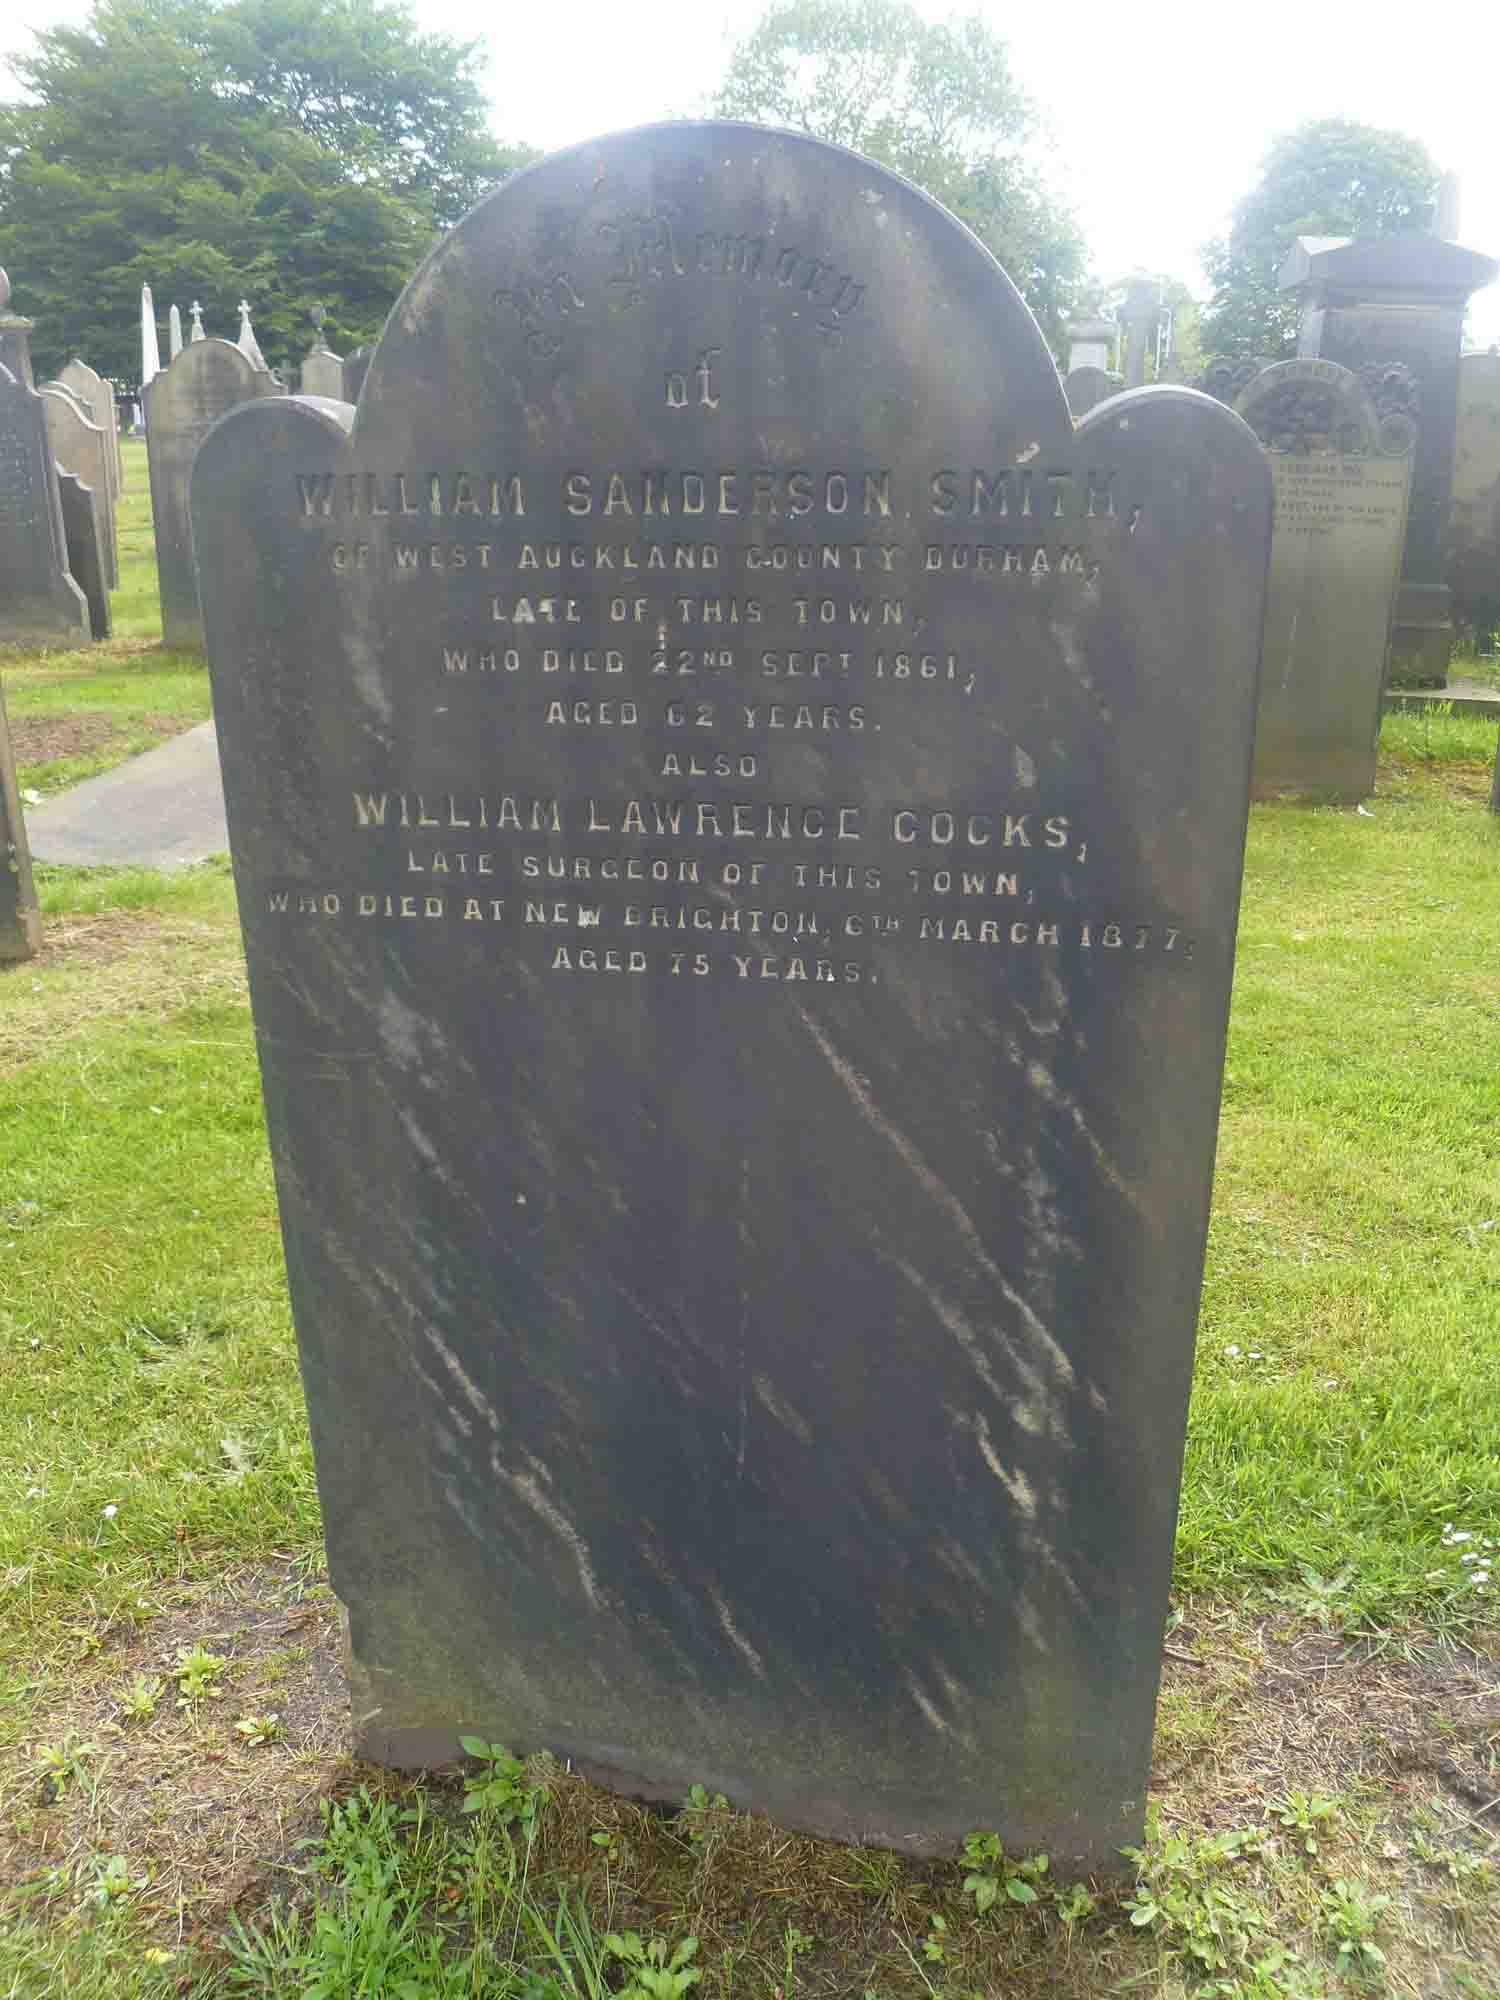 In Memory
of
WILLIAM SANDERSON SMITH,
OF WEST AUCKLAND COUNTY DURHAM,
LATE OF THIS TOWN,
WHO DIED 22ND SEPT 1861,
AGED 62 YEARS.
ALSO
WILLIAM LAWRENCE COCKS,
LATE SURGEON OF THIS TOWN,
WHO DIED AT NEW BRIGHTON, 6TH MARCH 1877,
AGED 75 YEARS.